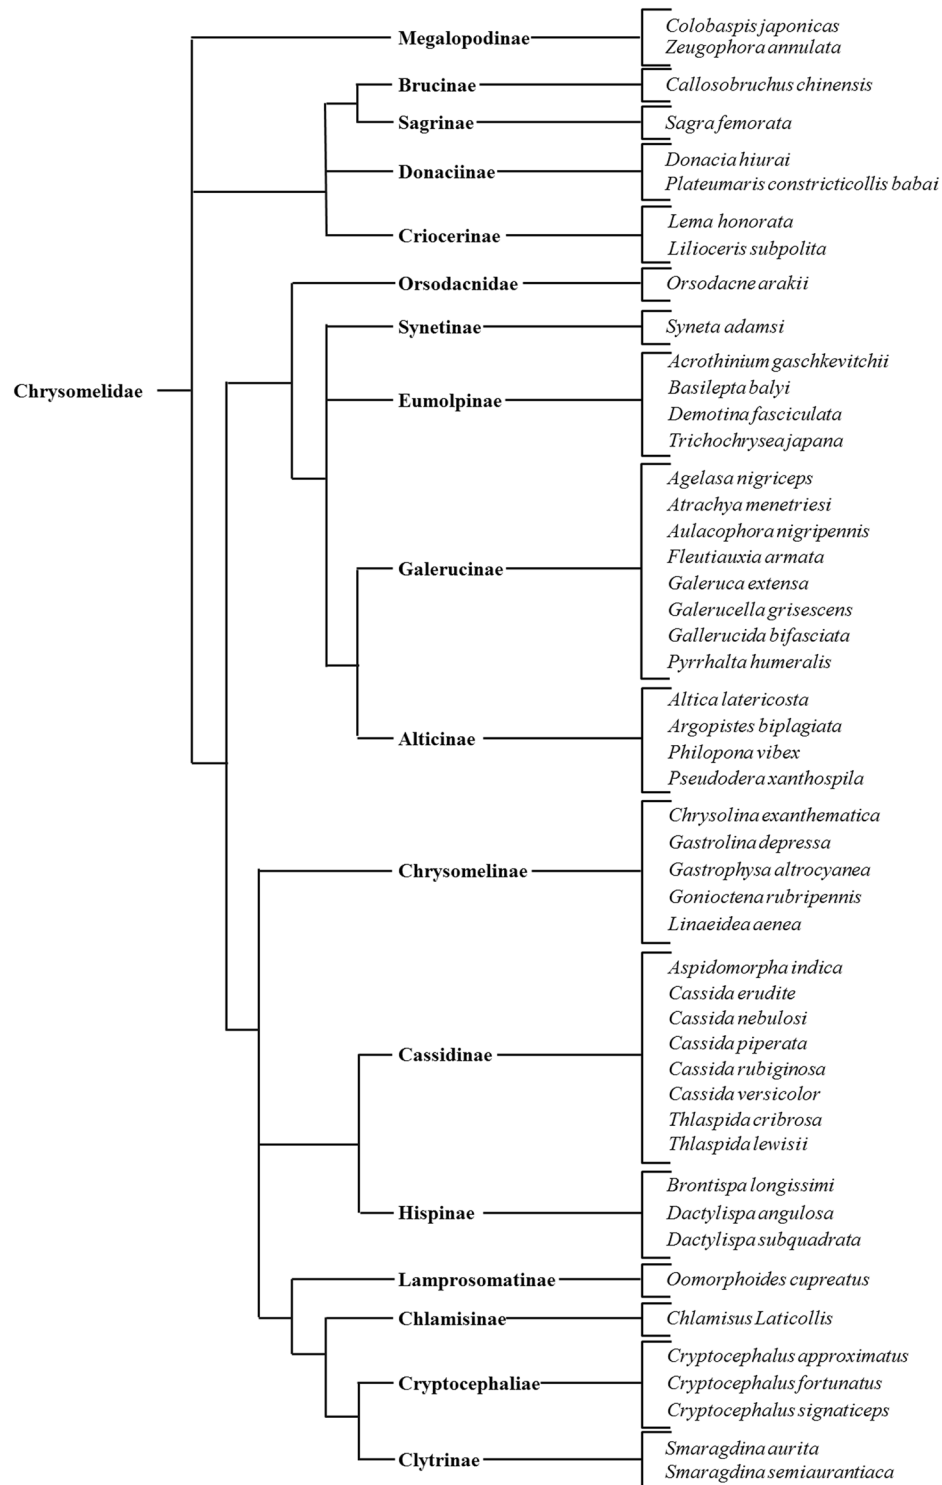 Chrysomelidae
Megalopodinae
Colobaspis japonicas
Zeugophora annulata
Brucinae
Callosobruchus chinensis
Sagrinae
Sagra femorata
Donaciinae
Donacia hiurai
Plateumaris constricticollis babai
Criocerinae
Lema honorata
Lilioceris subpolita
Orsodacnidae
Orsodacne arakii
Synetinae
Syneta adamsi
Eumolpinae
Acrothinium gaschkevitchii
Basilepta balyi
Demotina fasciculata
Trichochrysea japana
Galerucinae
Agelasa nigriceps
Atrachya menetriesi
Aulacophora nigripennis
Fleutiauxia armata
Galeruca extensa
Galerucella grisescens
Gallerucida bifasciata
Pyrrhalta humeralis
Alticinae
Altica latericosta
Argopistes biplagiata
Philopona vibex
Pseudodera xanthospila
Chrysomelinae
Chrysolina exanthematica
Gastrolina depressa
Gastrophysa altrocyanea
Gonioctena rubripennis
Linaeidea aenea
Cassidinae
Aspidomorpha indica
Cassida erudite
Cassida nebulosi
Cassida piperata
Cassida rubiginosa
Cassida versicolor
Thlaspida cribrosa
Thlaspida lewisii
Hispinae
Brontispa longissimi
Dactylispa angulosa
Dactylispa subquadrata
Lamprosomatinae
Oomorphoides cupreatus
Chlamisinae
Chlamisus Laticollis
Cryptocephaliae
Cryptocephalus approximatus
Cryptocephalus fortunatus
Cryptocephalus signaticeps
Clytrinae
Smaragdina aurita
Smaragdina semiaurantiaca